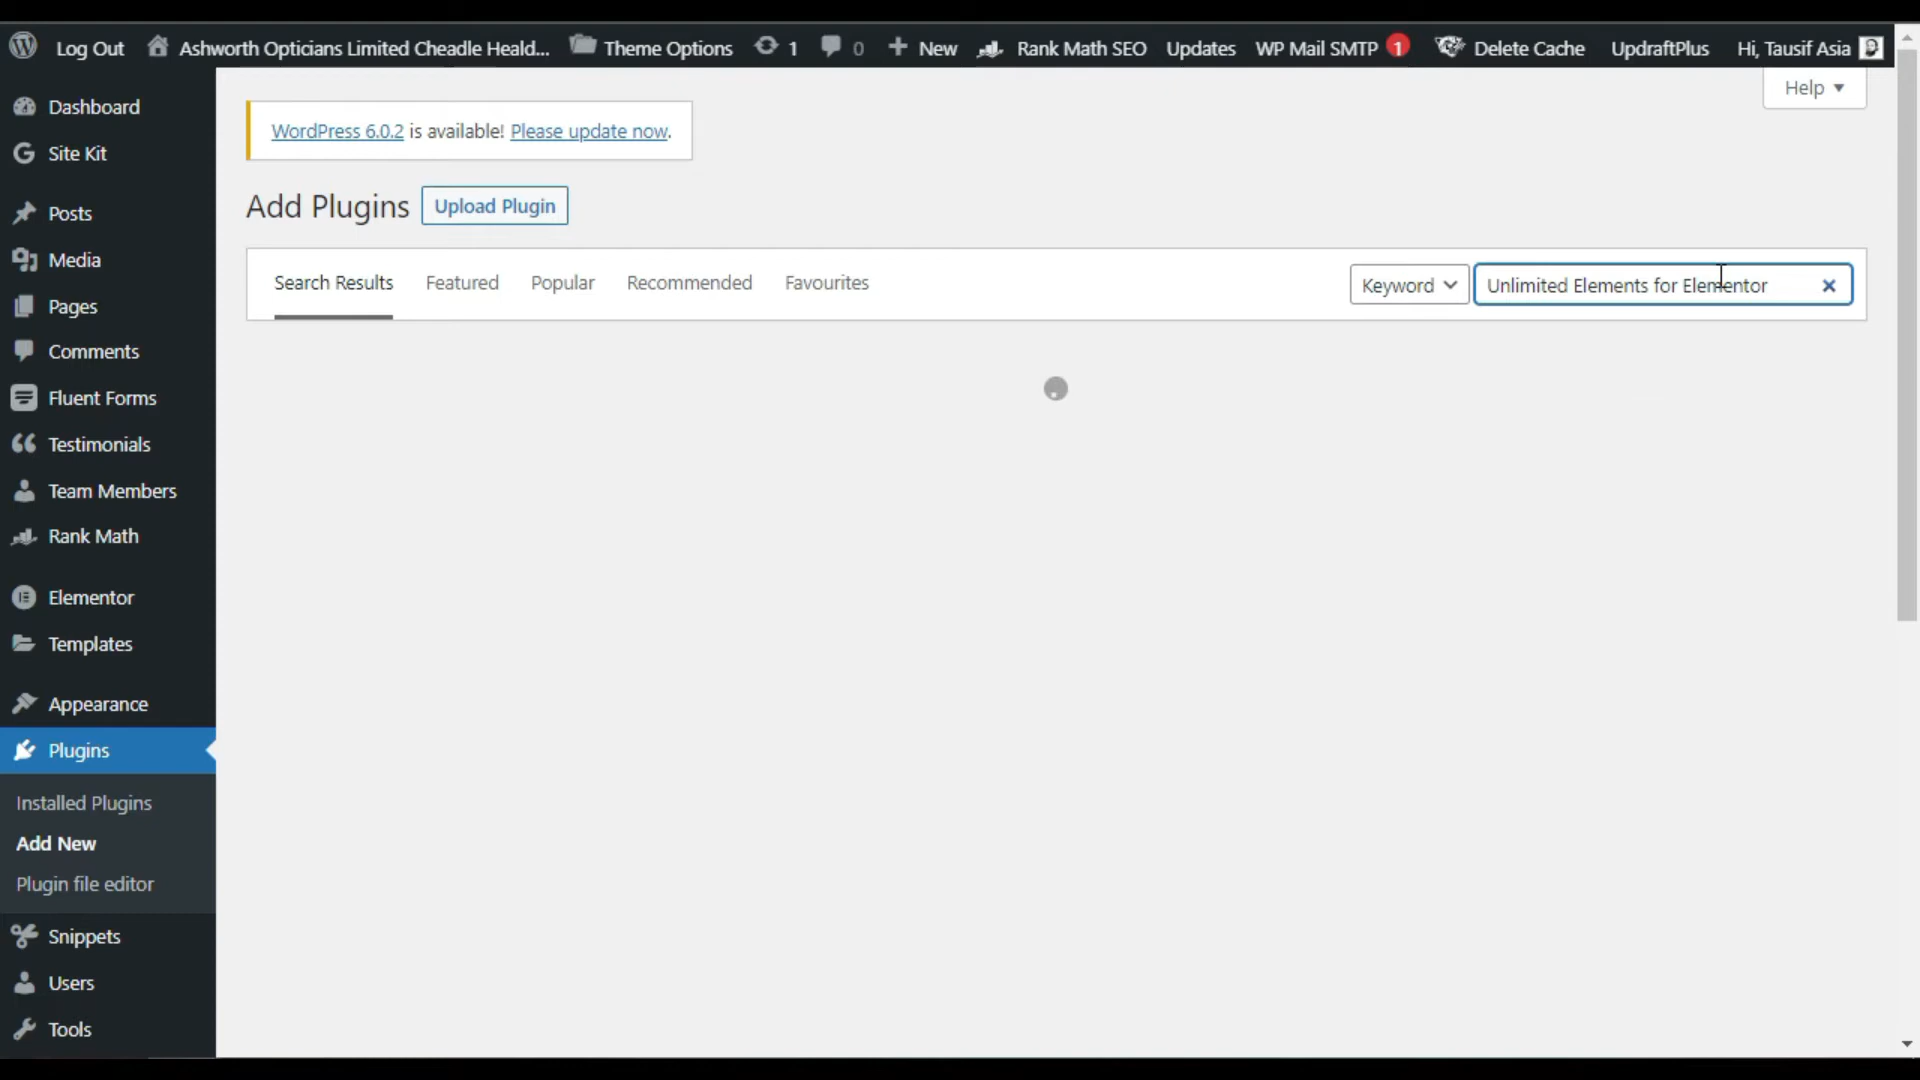 Log Out Ashworth Opticians Limited Cheadle Heald... Theme Options 1 0 New Rank Math SEO Updates WP Mail SMTP 1 Delete Cache UpdraftPlus Hi, Tausif Asia
Help
WordPress 6.0.2 is available! Please update now.
Add Plugins Upload Plugin
Search Results Featured Popular Recommended Favourites Keyword Unlimited Elements for Elementor
Dashboard
Site Kit
Posts
Media
Pages
Comments
Fluent Forms
Testimonials
Team Members
Rank Math
Elementor
Templates
Appearance
Plugins
Installed Plugins
Add New
Plugin file editor
Snippets
Users
Tools